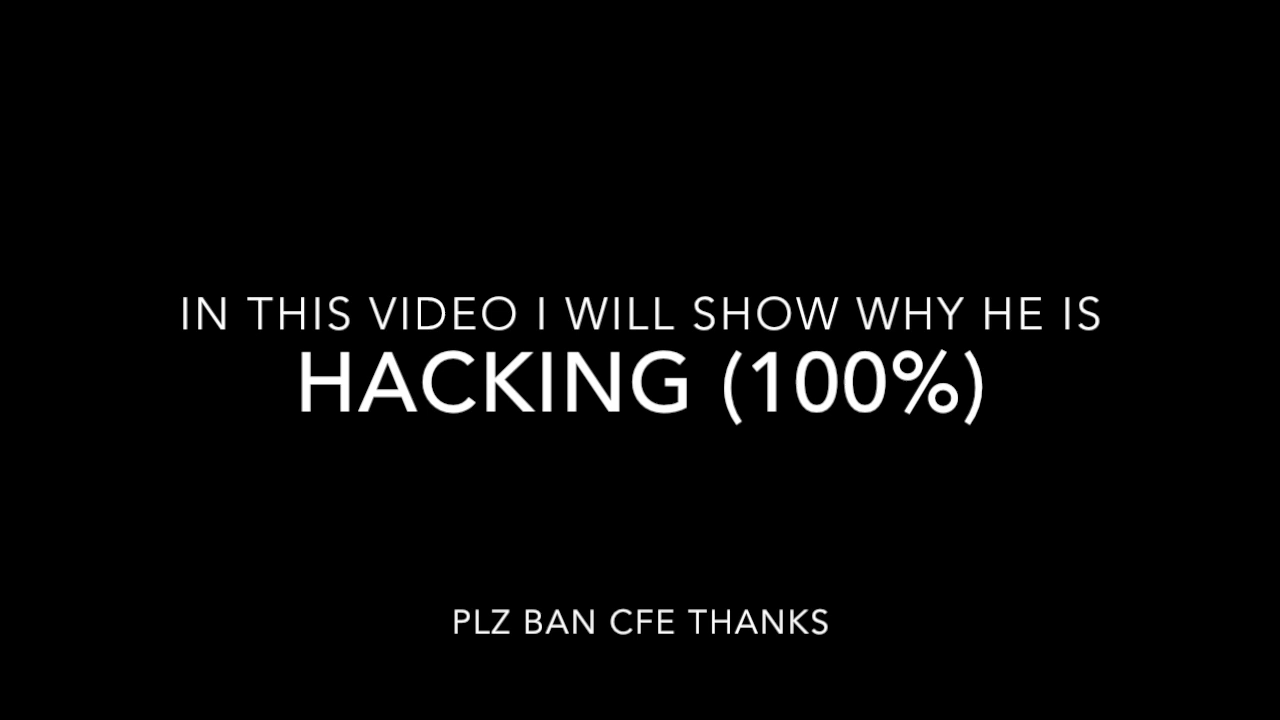 IN THIS VIDEO I WILL SHOW WHY HE IS
HACKING (100%)
PLZ BAN CFE THANKS